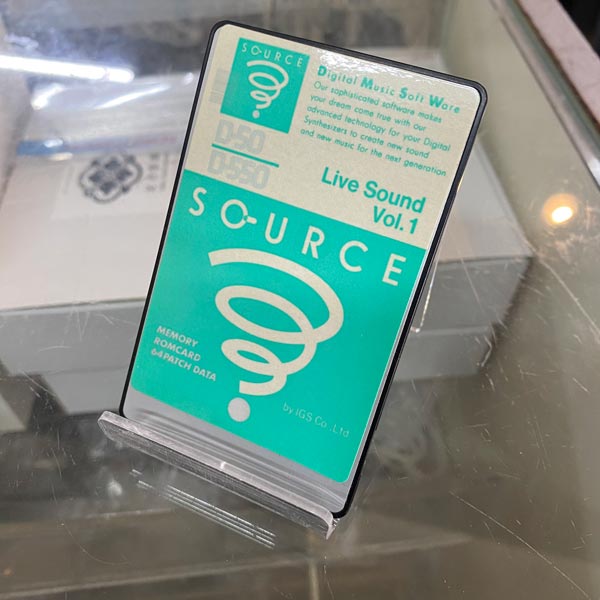 SOURCE
Digital Music Soft Ware
Our sophisticated software makes
your dream come true with our
advanced technology for your Digital
Synthesizers to create new sound
and new music for the next generation
D-50
D-550
Live Sound
Vol.1
SOURCE
MEMORY
ROMCARD
64PATCH DATA
by IGS Co.,Ltd